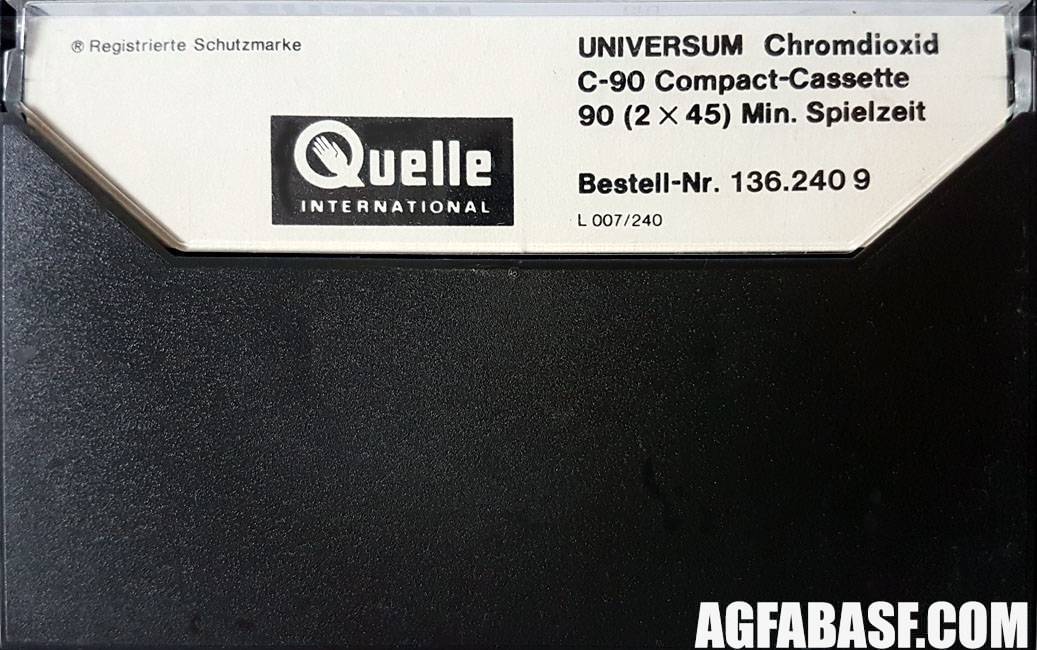 ® Registrierte Schutzmarke
Quelle
INTERNATIONAL
UNIVERSUM Chromdioxid
C-90 Compact-Cassette
90 (2 × 45) Min. Spielzeit
Bestell-Nr. 136.240 9
L 007/240
AGFABASF.COM